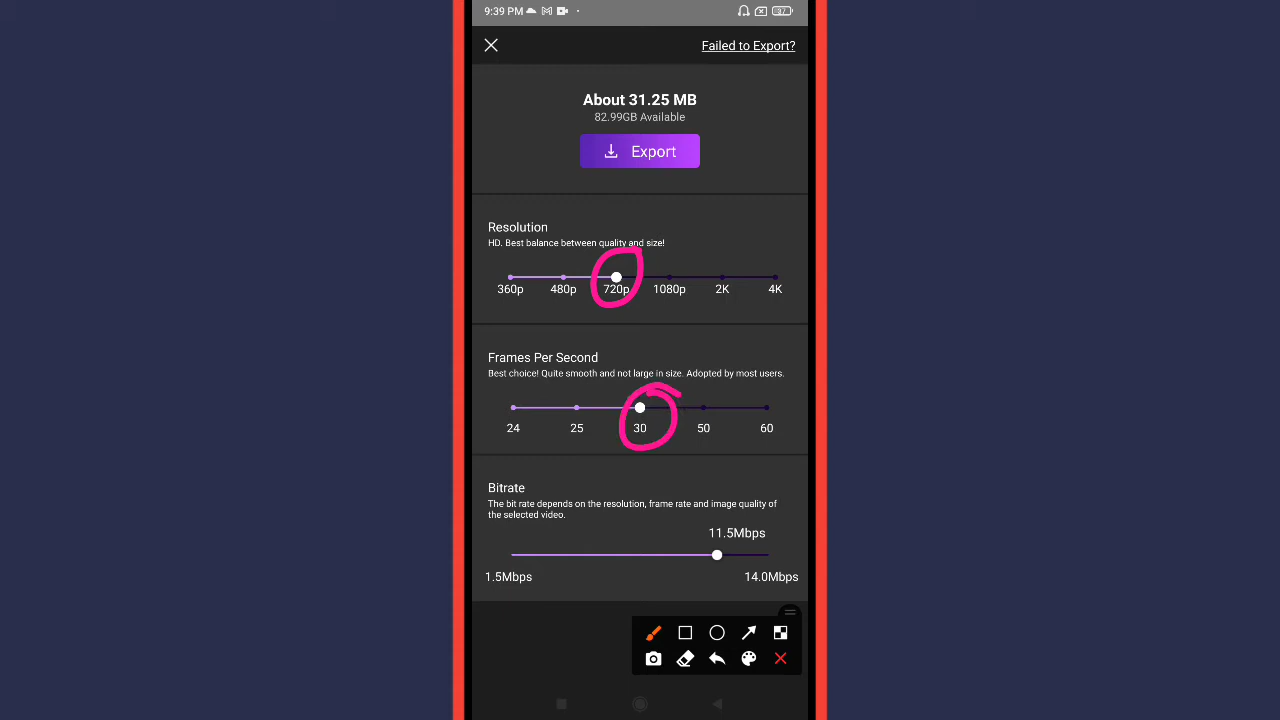 9:39 PM
Failed to Export?
About 31.25 MB
82.99GB Available
Export
Resolution
HD. Best balance between quality and size!
360p 480p 720p 1080p 2K 4K
Frames Per Second
Best choice! Quite smooth and not large in size. Adopted by most users.
24 25 30 50 60
Bitrate
The bit rate depends on the resolution, frame rate and image quality of
the selected video.
11.5Mbps
1.5Mbps 14.0Mbps